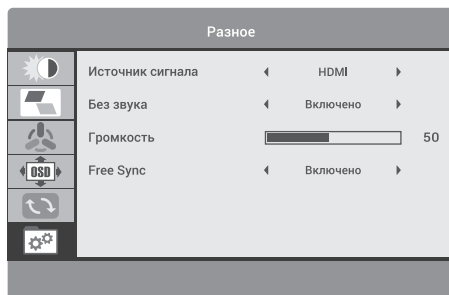 Разное
Источник сигнала HDMI
Без звука Включено
Громкость 50
OSD Free Sync Включено